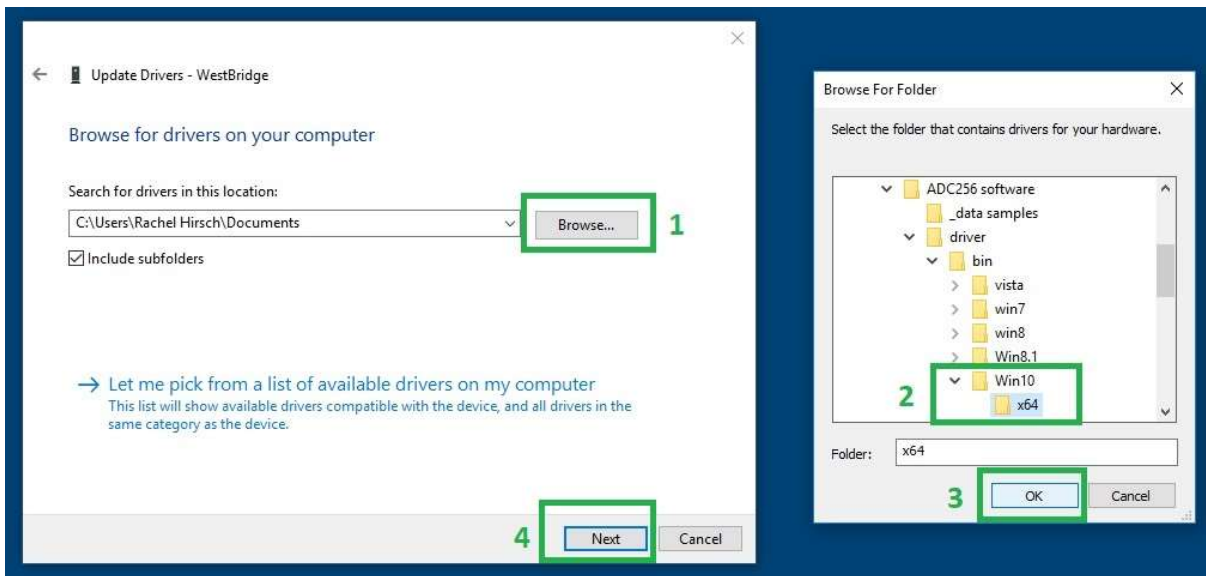 Update Drivers - WestBridge
Browse for drivers on your computer
Search for drivers in this location:
C:\Users\Rachel Hirsch\Documents
Browse...
1
Include subfolders
Let me pick from a list of available drivers on my computer
This list will show available drivers compatible with the device, and all drivers in the
same category as the device.
4
Next
Cancel
Browse For Folder
Select the folder that contains drivers for your hardware.
ADC256 software
_data samples
driver
bin
vista
win7
win8
Win8.1
Win10
2
x64
Folder:
x64
3
OK
Cancel